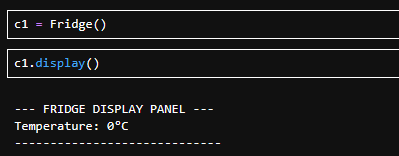 c1 = Fridge()
c1.display()
--- FRIDGE DISPLAY PANEL ---
Temperature: 0°C
-----------------------------